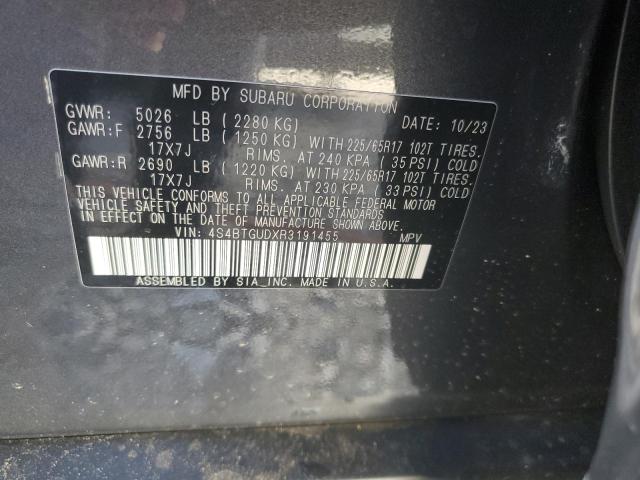 MFD BY SUBARU CORPORATION
GVWR: 5026 LB ( 2280 KG) DATE: 10/23
GAWR:F 2756 LB ( 1250 KG) WITH 225/65R17 102T TIRES.
17X7J RIMS. AT 240 KPA ( 35 PSI) COLD
GAWR:R 2690 LB ( 1220 KG) WITH 225/65R17 102T TIRES.
17X7J RIMS. AT 230 KPA ( 33 PSI) COLD
THIS VEHICLE CONFORMS TO ALL APPLICABLE FEDERAL MOTOR
VEHICLE SAFETY AND THEFT PREVENTION STANDARDS
IN EFFECT ON THE DATE OF MANUFACTURE SHOWN ABOVE.
VIN: 4S4BTGUDXR3191455 MPV
ASSEMBLED BY SIA,INC. MADE IN U.S.A.